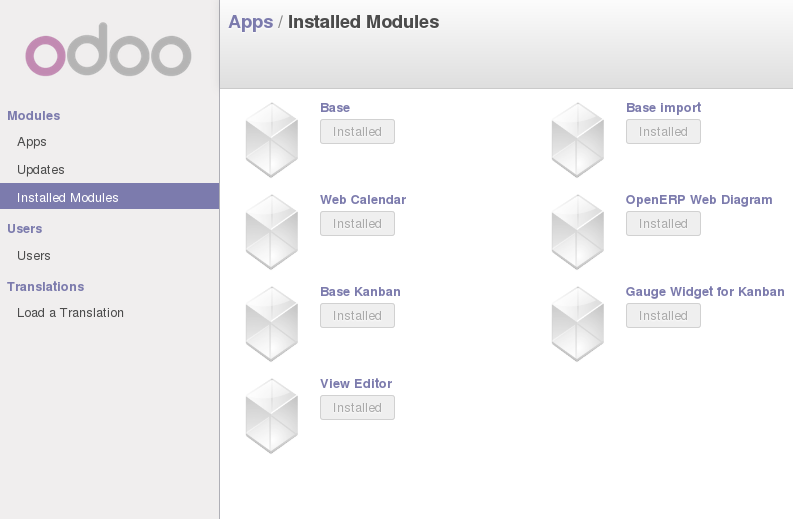 odoo
Modules
Apps
Updates
Installed Modules
Users
Users
Translations
Load a Translation
Apps / Installed Modules
Base
Installed
Base import
Installed
Web Calendar
Installed
OpenERP Web Diagram
Installed
Base Kanban
Installed
Gauge Widget for Kanban
Installed
View Editor
Installed